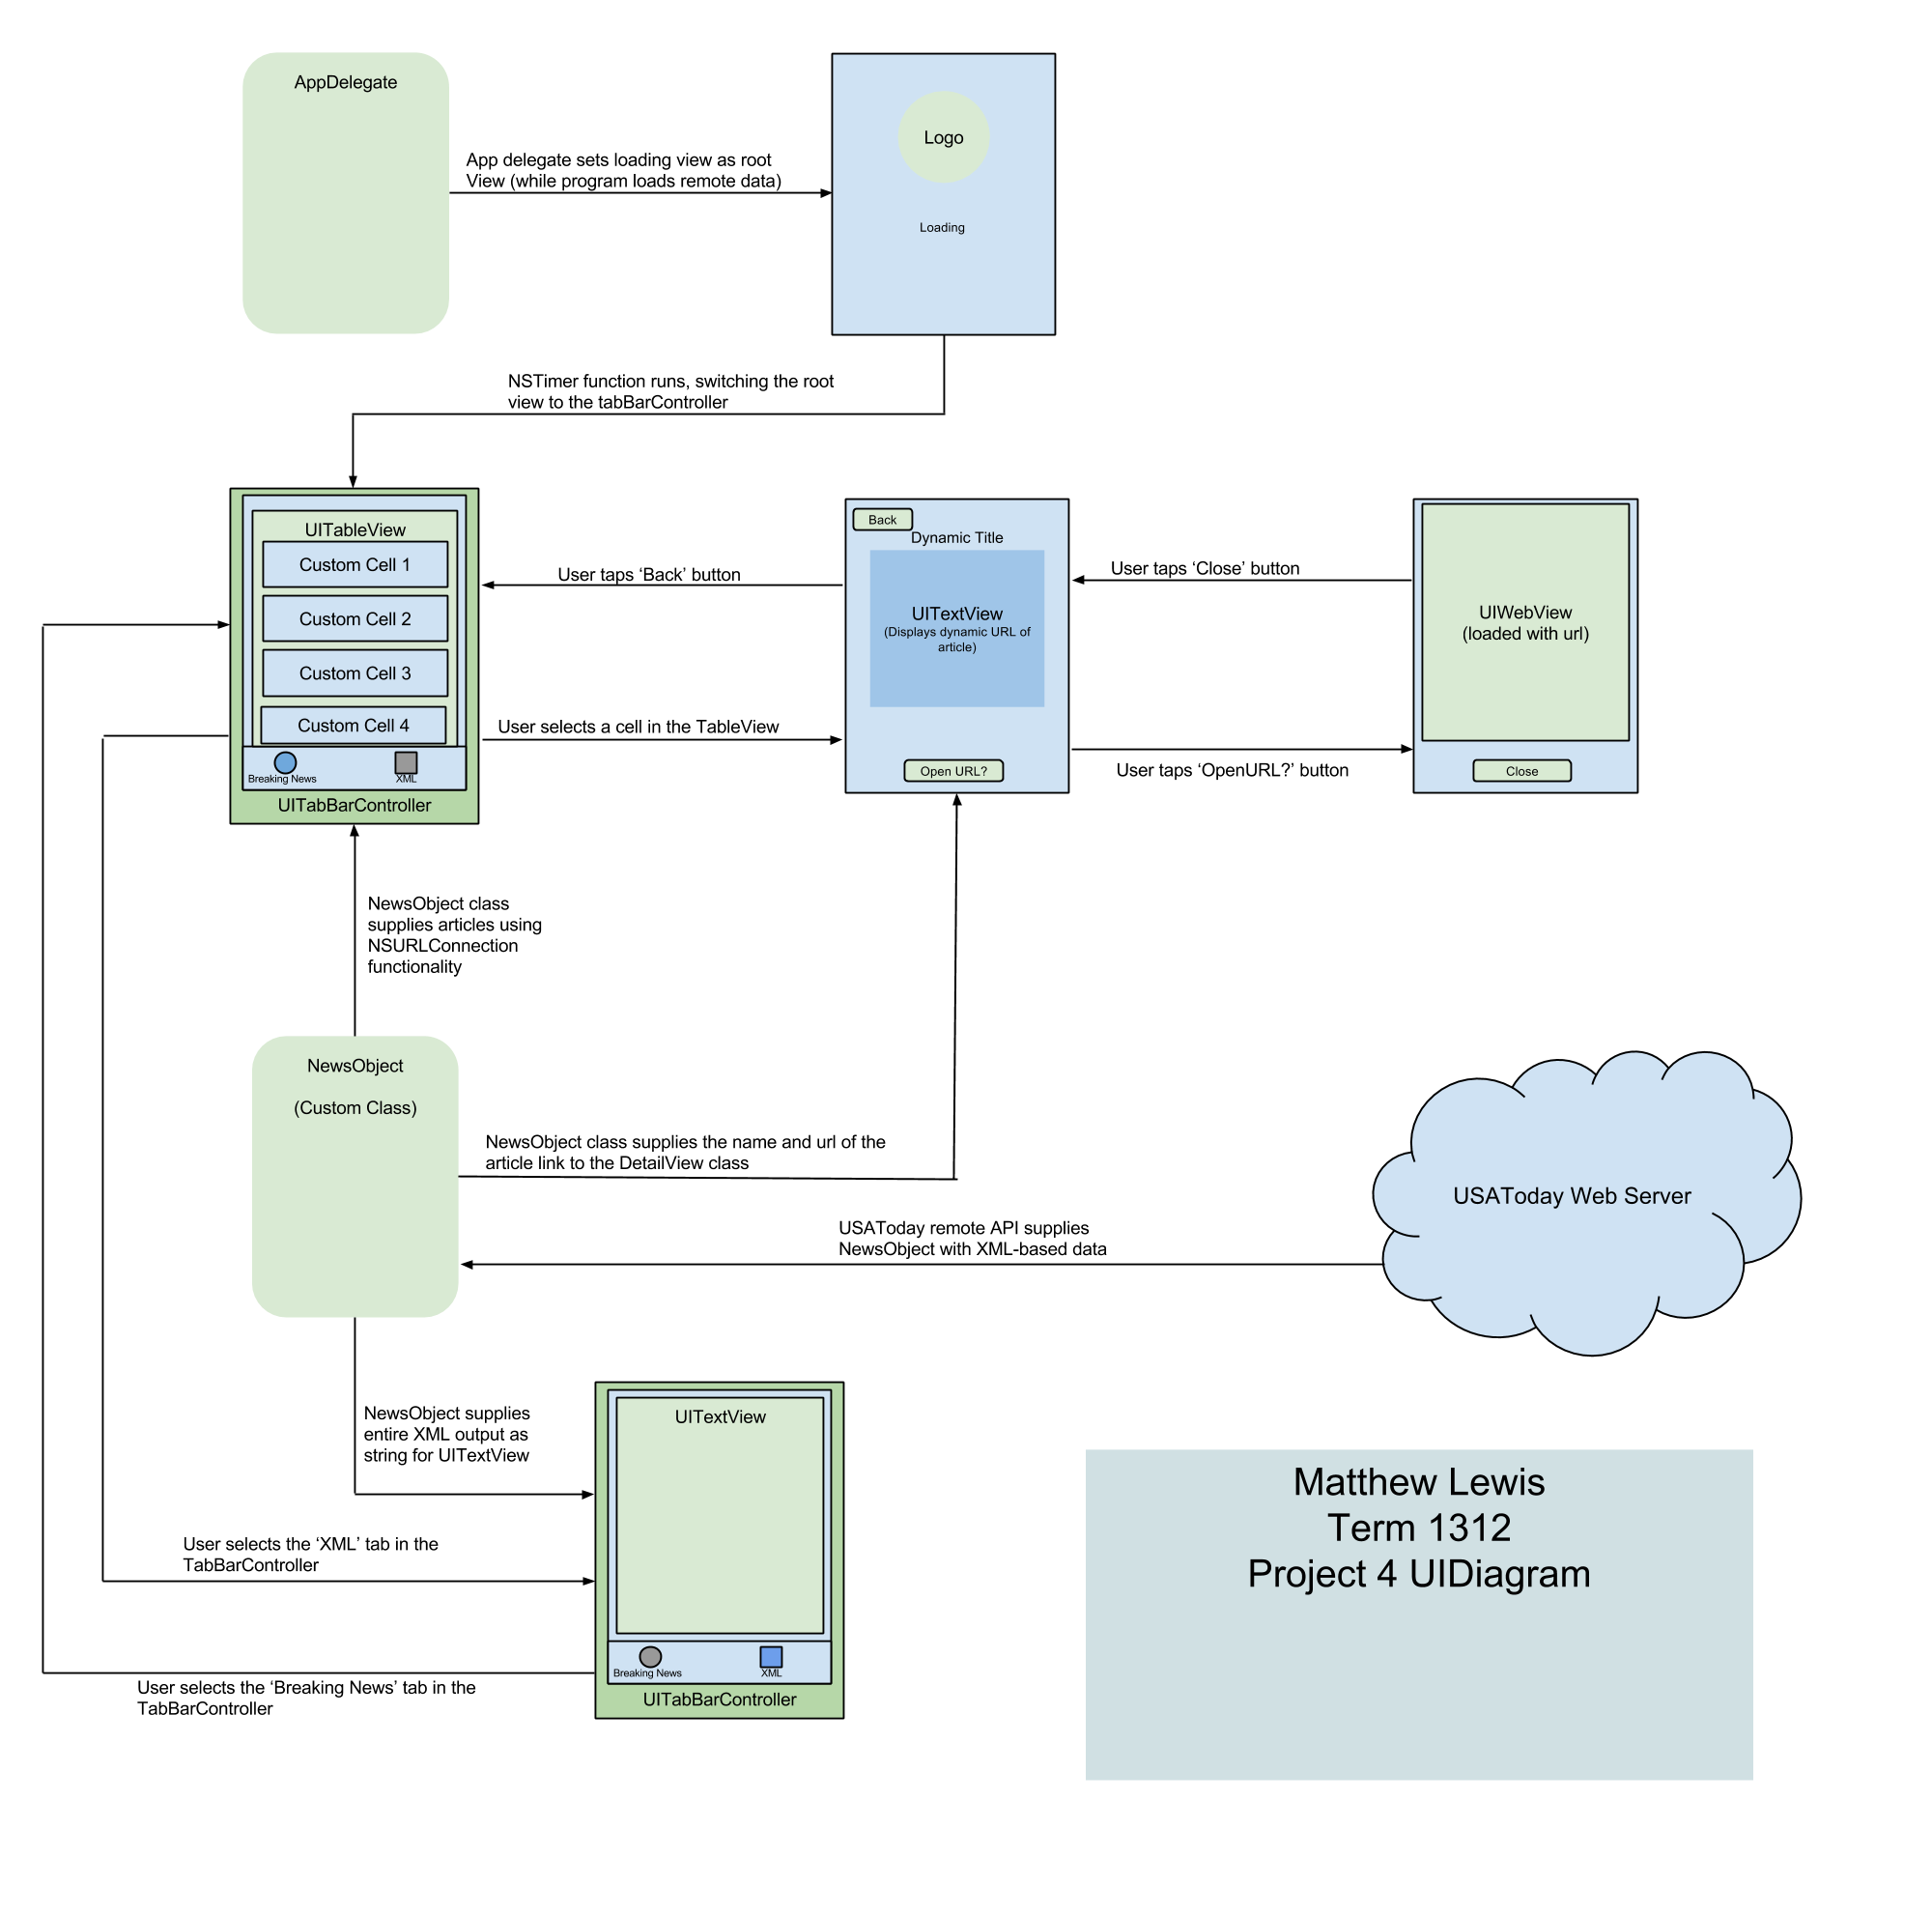 AppDelegate
App delegate sets loading view as root
View (while program loads remote data)
Logo
Loading
NSTimer function runs, switching the root
view to the tabBarController
UITableView
Custom Cell 1
Custom Cell 2
Custom Cell 3
Custom Cell 4
Breaking News
XML
UITabBarController
User taps ‘Back’ button
User selects a cell in the TableView
Back
Dynamic Title
UITextView
(Displays dynamic URL of
article)
Open URL?
User taps ‘Close’ button
User taps ‘OpenURL?’ button
UIWebView
(loaded with url)
Close
NewsObject class
supplies articles using
NSURLConnection
functionality
NewsObject
(Custom Class)
NewsObject class supplies the name and url of the
article link to the DetailView class
USAToday remote API supplies
NewsObject with XML-based data
USAToday Web Server
NewsObject supplies
entire XML output as
string for UITextView
User selects the ‘XML’ tab in the
TabBarController
User selects the ‘Breaking News’ tab in the
TabBarController
UITextView
Breaking News
XML
UITabBarController
Matthew Lewis
Term 1312
Project 4 UIDiagram